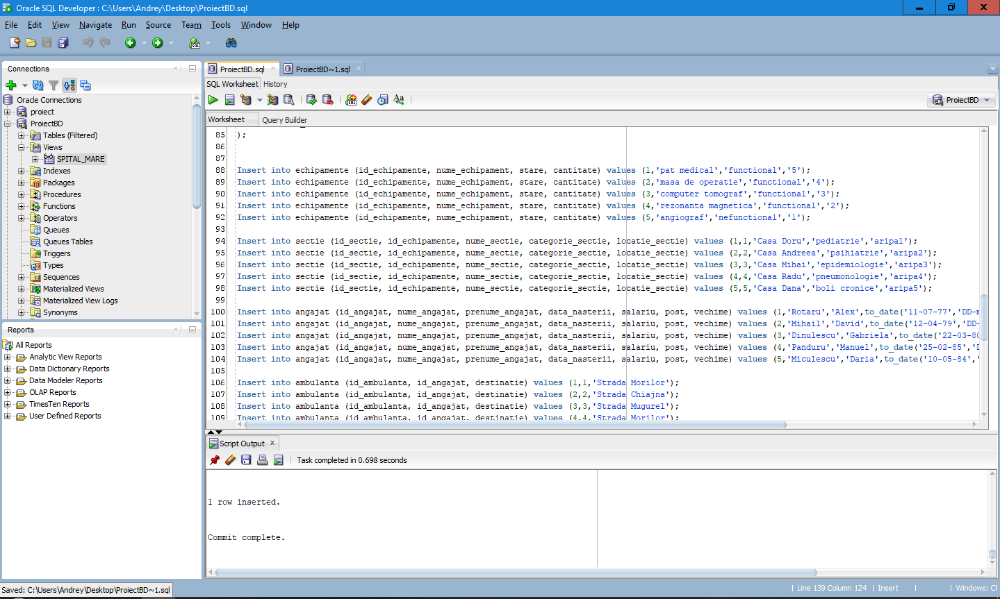 Oracle SQL Developer : C:\Users\Andrey\Desktop\ProiectBD.sql
File Edit View Navigate Run Source Team Tools Window Help
Connections
Oracle Connections
proiect
ProiectBD
Tables (Filtered)
Views
SPITAL_MARE
Indexes
Packages
Procedures
Functions
Operators
Queues
Queues Tables
Triggers
Types
Sequences
Materialized Views
Materialized View Logs
Synonyms
Reports
All Reports
Analytic View Reports
Data Dictionary Reports
Data Modeler Reports
OLAP Reports
TimesTen Reports
User Defined Reports
ProiectBD.sql ProiectBD~1.sql
SQL Worksheet History
ProiectBD
Worksheet Query Builder
85 );
86
87
88 Insert into echipamente (id_echipamente, nume_echipament, stare, cantitate) values (1,'pat medical','functional','5');
89 Insert into echipamente (id_echipamente, nume_echipament, stare, cantitate) values (2,'masa de operatie','functional','4');
90 Insert into echipamente (id_echipamente, nume_echipament, stare, cantitate) values (3,'computer tomograf','functional','3');
91 Insert into echipamente (id_echipamente, nume_echipament, stare, cantitate) values (4,'rezonanta magnetica','functional','2');
92 Insert into echipamente (id_echipamente, nume_echipament, stare, cantitate) values (5,'angiograf','nefunctional','1');
93
94 Insert into sectie (id_sectie, id_echipamente, nume_sectie, categorie_sectie, locatie_sectie) values (1,1,'Casa Doru','pediatrie','aripa1');
95 Insert into sectie (id_sectie, id_echipamente, nume_sectie, categorie_sectie, locatie_sectie) values (2,2,'Casa Andreea','psihiatrie','aripa2');
96 Insert into sectie (id_sectie, id_echipamente, nume_sectie, categorie_sectie, locatie_sectie) values (3,3,'Casa Mihai','epidemiologie','aripa3');
97 Insert into sectie (id_sectie, id_echipamente, nume_sectie, categorie_sectie, locatie_sectie) values (4,4,'Casa Radu','pneumonologie','aripa4');
98 Insert into sectie (id_sectie, id_echipamente, nume_sectie, categorie_sectie, locatie_sectie) values (5,5,'Casa Dana','boli cronice','aripa5');
99
100 Insert into angajat (id_angajat, nume_angajat, prenume_angajat, data_nasterii, salariu, post, vechime) values (1,'Rotaru','Alex',to_date('11-07-77','DD-m
101 Insert into angajat (id_angajat, nume_angajat, prenume_angajat, data_nasterii, salariu, post, vechime) values (2,'Mihail','David',to_date('12-04-79','DD-
102 Insert into angajat (id_angajat, nume_angajat, prenume_angajat, data_nasterii, salariu, post, vechime) values (3,'Dinulescu','Gabriela',to_date('22-03-80
103 Insert into angajat (id_angajat, nume_angajat, prenume_angajat, data_nasterii, salariu, post, vechime) values (4,'Panduru','Manuel',to_date('25-02-85','D
104 Insert into angajat (id_angajat, nume_angajat, prenume_angajat, data_nasterii, salariu, post, vechime) values (5,'Miculescu','Daria',to_date('10-05-84','
105
106 Insert into ambulanta (id_ambulanta, id_angajat, destinatie) values (1,1,'Strada Morilor');
107 Insert into ambulanta (id_ambulanta, id_angajat, destinatie) values (2,2,'Strada Chiajna');
108 Insert into ambulanta (id_ambulanta, id_angajat, destinatie) values (3,3,'Strada Mugurel');
109 Insert into ambulanta (id_ambulanta, id_angajat, destinatie) values (4,4,'Strada Morilor');
Script Output
Task completed in 0.698 seconds
1 row inserted.
Commit complete.
Saved: C:\Users\Andrey\Desktop\ProiectBD~1.sql
Line 139 Column 124 Insert Windows: CF